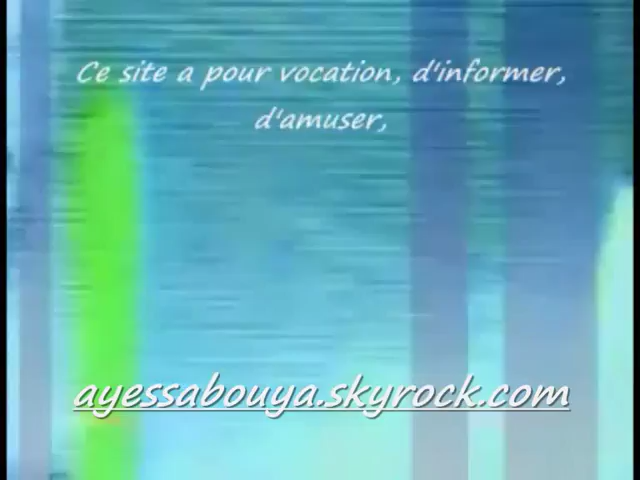 Ce site a pour vocation, d'informer,
d'amuser,
ayessabouya.skyrock.com